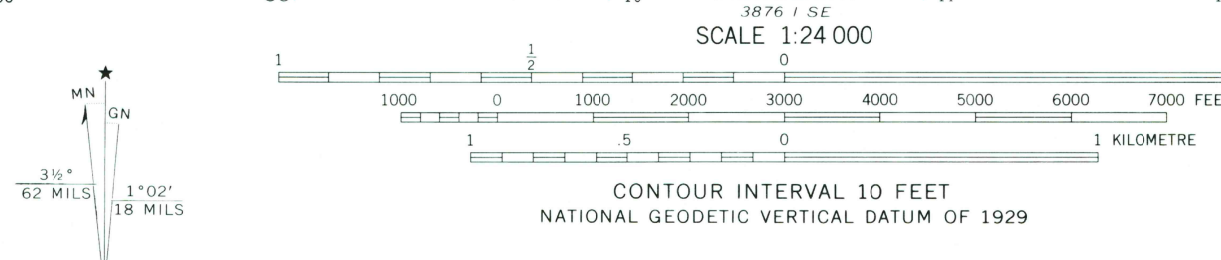 3876 I SE
SCALE 1:24 000
1 1/2 0
1000 0 1000 2000 3000 4000 5000 6000 7000 FEE
1 .5 0 1 KILOMETRE
MN
GN
3½° 1°02'
62 MILS 18 MILS
CONTOUR INTERVAL 10 FEET
NATIONAL GEODETIC VERTICAL DATUM OF 1929